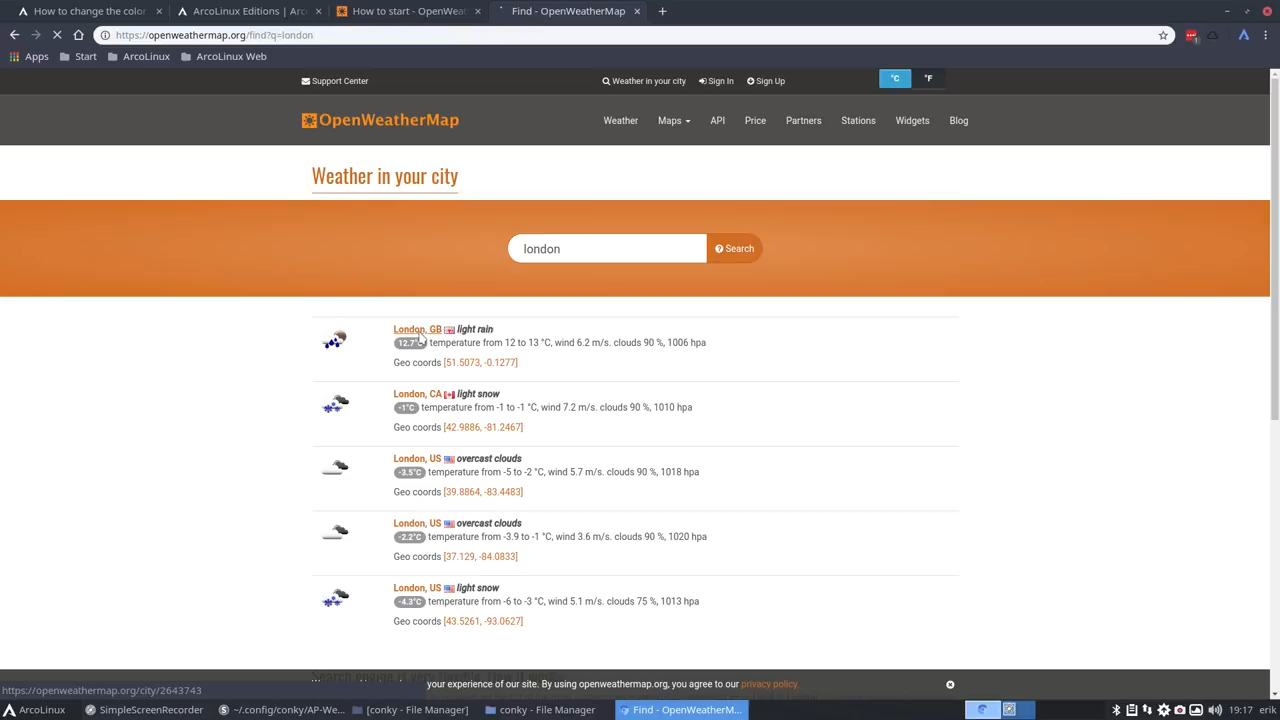 How to change the color
ArcoLinux Editions | Arc
How to start - OpenWeat
Find - OpenWeatherMap
https://openweathermap.org/find?q=london
Apps
Start
ArcoLinux
ArcoLinux Web
Support Center
Weather in your city
Sign In
Sign Up
°C
°F
OpenWeatherMap
Weather
Maps
API
Price
Partners
Stations
Widgets
Blog
Weather in your city
london
Search
London, GB light rain
12.7°C temperature from 12 to 13 °C, wind 6.2 m/s. clouds 90 %, 1006 hpa
Geo coords [51.5073, -0.1277]
London, CA light snow
-1°C temperature from -1 to -1 °C, wind 7.2 m/s. clouds 90 %, 1010 hpa
Geo coords [42.9886, -81.2467]
London, US overcast clouds
-3.5°C temperature from -5 to -2 °C, wind 5.7 m/s. clouds 90 %, 1018 hpa
Geo coords [39.8864, -83.4483]
London, US overcast clouds
-2.2°C temperature from -3.9 to -1 °C, wind 3.6 m/s. clouds 90 %, 1020 hpa
Geo coords [37.129, -84.0833]
London, US light snow
-4.3°C temperature from -6 to -3 °C, wind 5.1 m/s. clouds 75 %, 1013 hpa
Geo coords [43.5261, -93.0627]
your experience of our site. By using openweathermap.org, you agree to our privacy policy.
https://openweathermap.org/city/2643743
ArcoLinux
SimpleScreenRecorder
~/.config/conky/AP-We...
[conky - File Manager]
conky - File Manager
Find - OpenWeatherM...
19:17 erik